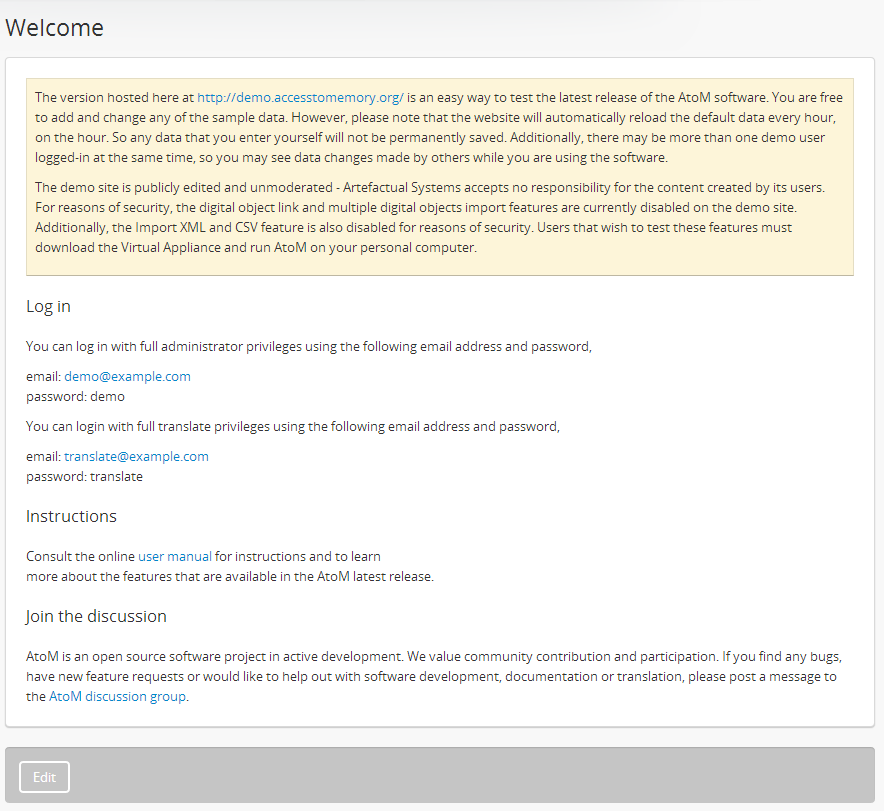 Welcome
The version hosted here at http://demo.accesstomemory.org/ is an easy way to test the latest release of the AtoM software. You are free
to add and change any of the sample data. However, please note that the website will automatically reload the default data every hour,
on the hour. So any data that you enter yourself will not be permanently saved. Additionally, there may be more than one demo user
logged-in at the same time, so you may see data changes made by others while you are using the software.
The demo site is publicly edited and unmoderated - Artefactual Systems accepts no responsibility for the content created by its users.
For reasons of security, the digital object link and multiple digital objects import features are currently disabled on the demo site.
Additionally, the Import XML and CSV feature is also disabled for reasons of security. Users that wish to test these features must
download the Virtual Appliance and run AtoM on your personal computer.
Log in
You can log in with full administrator privileges using the following email address and password,
email: demo@example.com
password: demo
You can login with full translate privileges using the following email address and password,
email: translate@example.com
password: translate
Instructions
Consult the online user manual for instructions and to learn
more about the features that are available in the AtoM latest release.
Join the discussion
AtoM is an open source software project in active development. We value community contribution and participation. If you find any bugs,
have new feature requests or would like to help out with software development, documentation or translation, please post a message to
the AtoM discussion group.
Edit